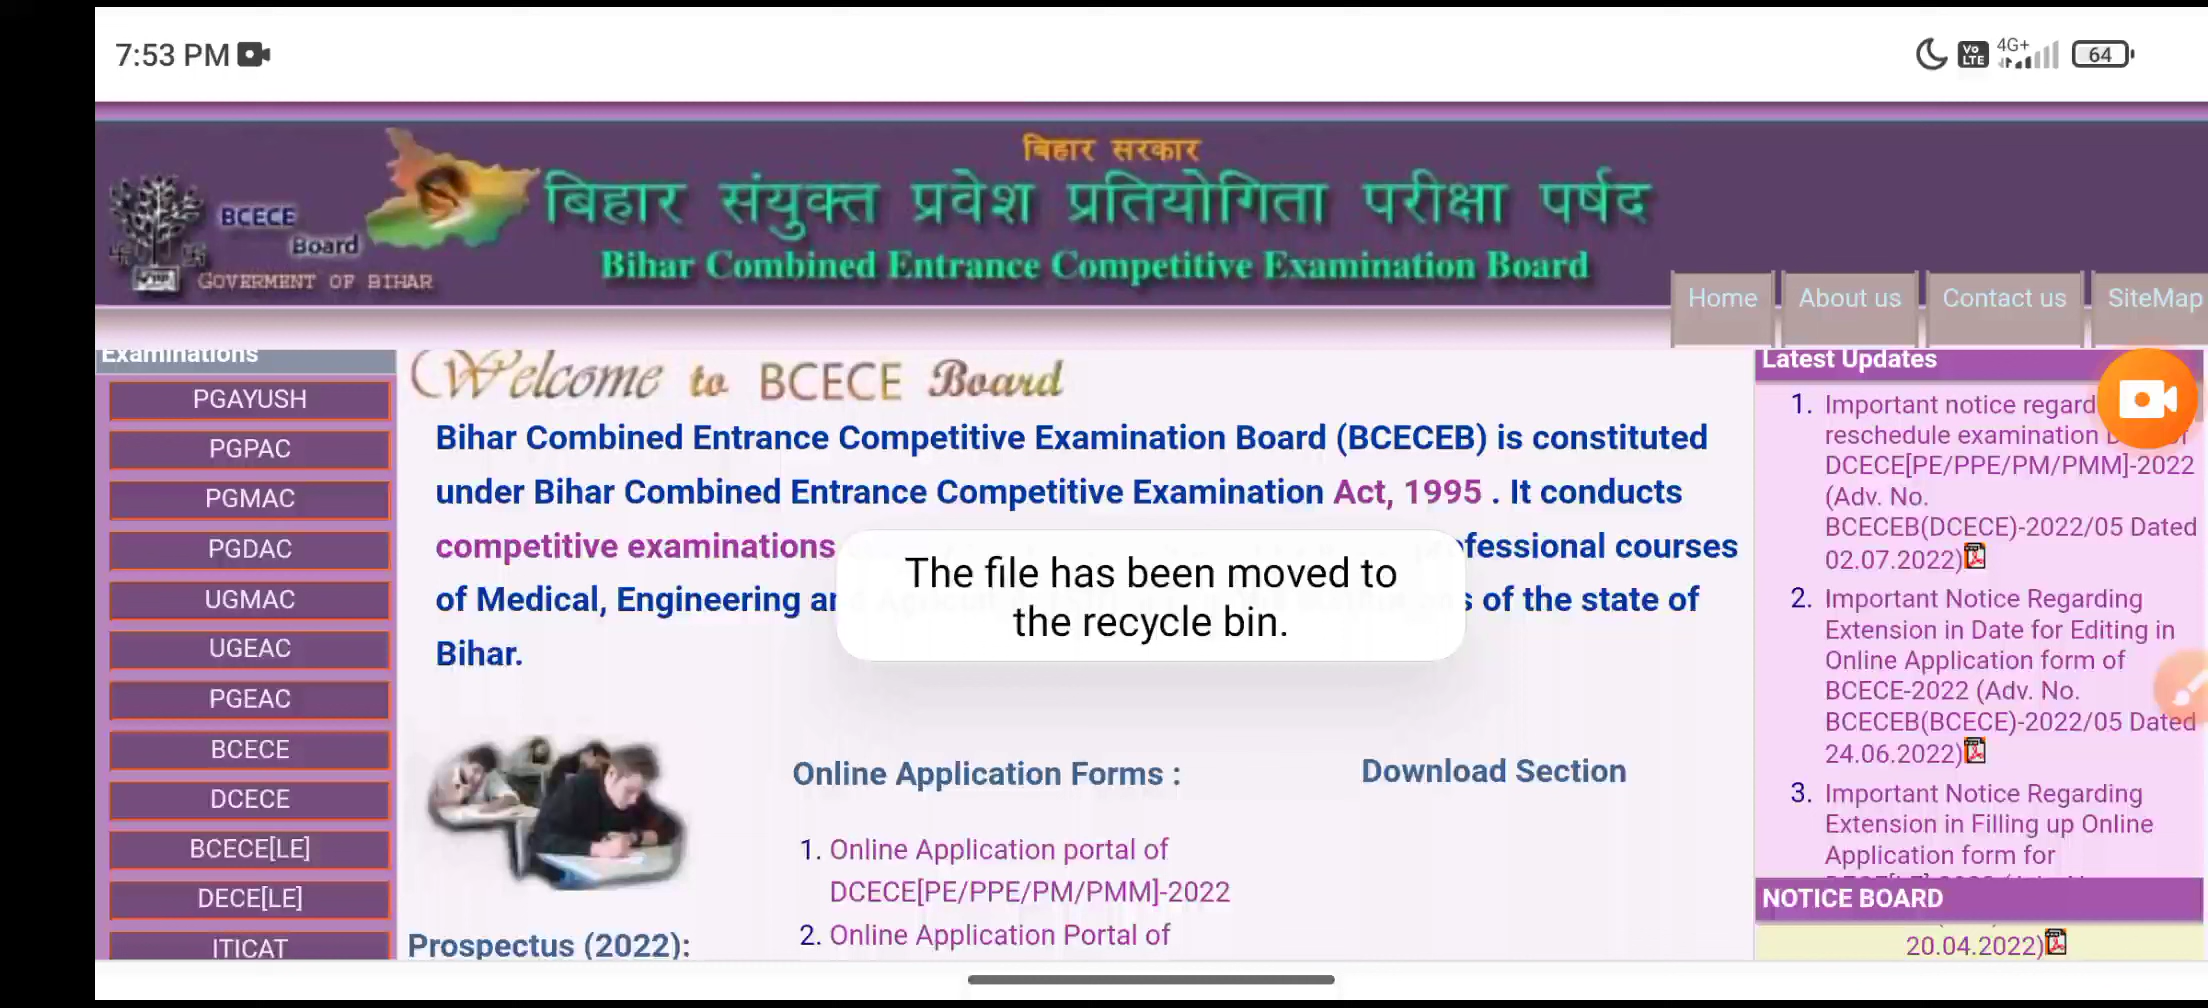 7:53 PM
Vo LTE
4G+
64
बिहार सरकार
बिहार संयुक्त प्रवेश प्रतियोगिता परीक्षा पर्षद
Bihar Combined Entrance Competitive Examination Board
BCECE
Board
GOVERMENT OF BIHAR
Home
About us
Contact us
SiteMap
Examinations
PGAYUSH
PGPAC
PGMAC
PGDAC
UGMAC
UGEAC
PGEAC
BCECE
DCECE
BCECE[LE]
DECE[LE]
ITICAT
Welcome to BCECE Board
Bihar Combined Entrance Competitive Examination Board (BCECEB) is constituted
under Bihar Combined Entrance Competitive Examination Act, 1995 . It conducts
competitive examinations fessional courses
of Medical, Engineering of the state of
Bihar.
The file has been moved to
the recycle bin.
Prospectus (2022):
Online Application Forms :
1. Online Application portal of
DCECE[PE/PPE/PM/PMM]-2022
2. Online Application Portal of
Download Section
Latest Updates
1. Important notice regard
reschedule examination
DCECE[PE/PPE/PM/PMM]-2022
(Adv. No.
BCECEB(DCECE)-2022/05 Dated
02.07.2022)
2. Important Notice Regarding
Extension in Date for Editing in
Online Application form of
BCECE-2022 (Adv. No.
BCECEB(BCECE)-2022/05 Dated
24.06.2022)
3. Important Notice Regarding
Extension in Filling up Online
Application form for
NOTICE BOARD
20.04.2022)